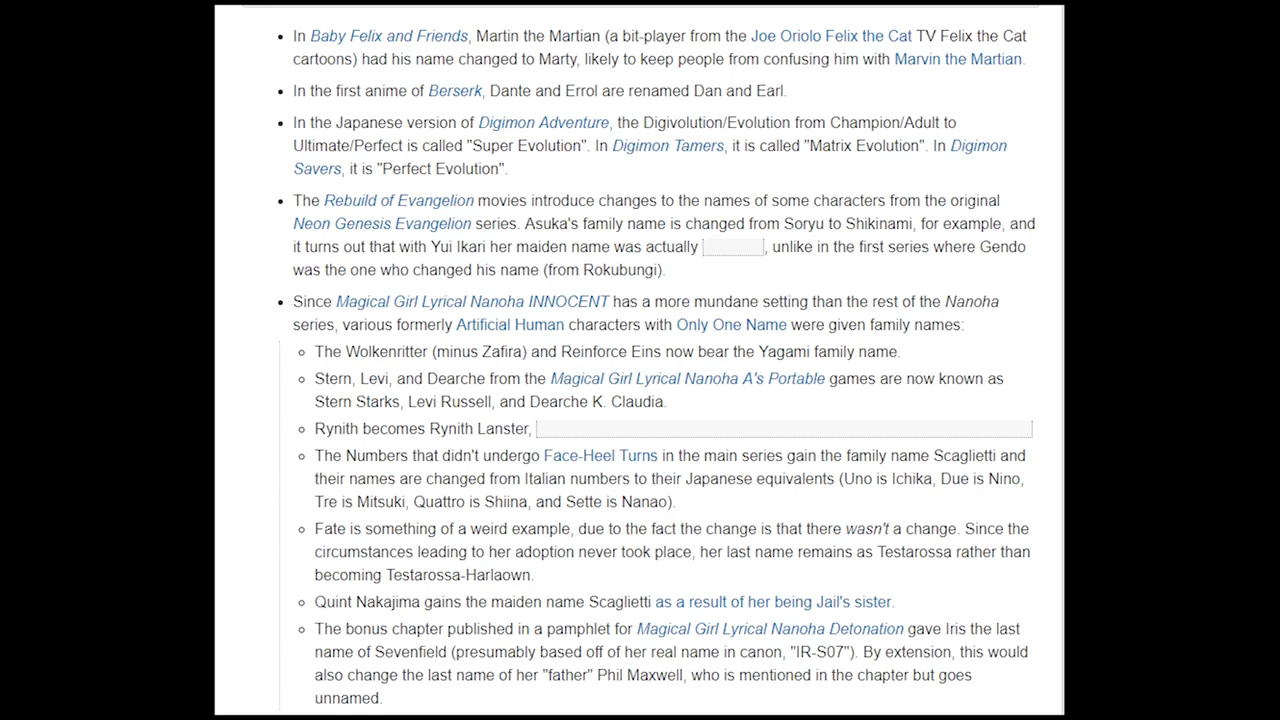 • In Baby Felix and Friends, Martin the Martian (a bit-player from the Joe Oriolo Felix the Cat TV Felix the Cat
cartoons) had his name changed to Marty, likely to keep people from confusing him with Marvin the Martian.
• In the first anime of Berserk, Dante and Errol are renamed Dan and Earl.
• In the Japanese version of Digimon Adventure, the Digivolution/Evolution from Champion/Adult to
Ultimate/Perfect is called "Super Evolution". In Digimon Tamers, it is called "Matrix Evolution". In Digimon
Savers, it is "Perfect Evolution".
• The Rebuild of Evangelion movies introduce changes to the names of some characters from the original
Neon Genesis Evangelion series. Asuka's family name is changed from Soryu to Shikinami, for example, and
it turns out that with Yui Ikari her maiden name was actually , unlike in the first series where Gendo
was the one who changed his name (from Rokubungi).
• Since Magical Girl Lyrical Nanoha INNOCENT has a more mundane setting than the rest of the Nanoha
series, various formerly Artificial Human characters with Only One Name were given family names:
◦ The Wolkenritter (minus Zafira) and Reinforce Eins now bear the Yagami family name.
◦ Stern, Levi, and Dearche from the Magical Girl Lyrical Nanoha A's Portable games are now known as
Stern Starks, Levi Russell, and Dearche K. Claudia.
◦ Rynith becomes Rynith Lanster,
◦ The Numbers that didn't undergo Face-Heel Turns in the main series gain the family name Scaglietti and
their names are changed from Italian numbers to their Japanese equivalents (Uno is Ichika, Due is Nino,
Tre is Mitsuki, Quattro is Shiina, and Sette is Nanao).
◦ Fate is something of a weird example, due to the fact the change is that there wasn't a change. Since the
circumstances leading to her adoption never took place, her last name remains as Testarossa rather than
becoming Testarossa-Harlaown.
◦ Quint Nakajima gains the maiden name Scaglietti as a result of her being Jail's sister.
◦ The bonus chapter published in a pamphlet for Magical Girl Lyrical Nanoha Detonation gave Iris the last
name of Sevenfield (presumably based off of her real name in canon, "IR-S07"). By extension, this would
also change the last name of her "father" Phil Maxwell, who is mentioned in the chapter but goes
unnamed.